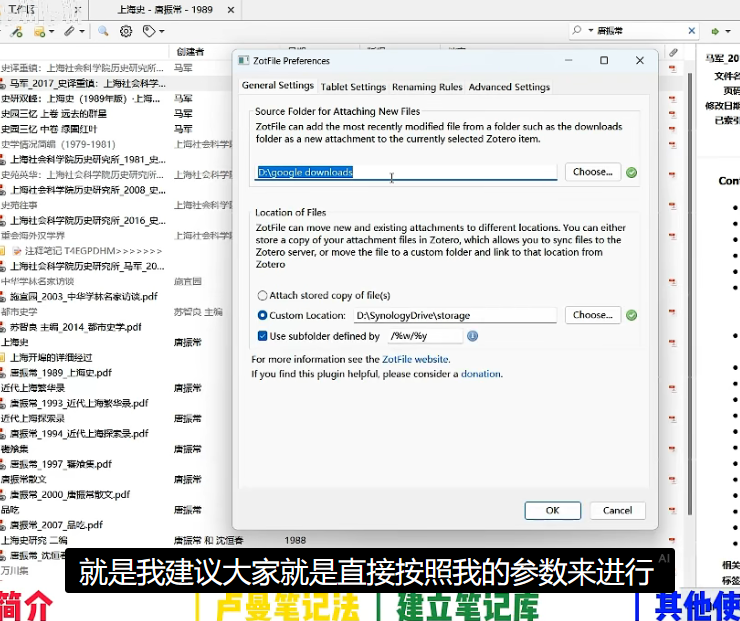 工作区
上海史 - 唐振常 - 1989
唐振常
创建者
史译重镇：上海社会科学院历史研究所...
马军
马军_2017_史译重镇：上海社会科学...
史研双峰：上海史（1989年版）·上海...
马军
史园三忆 上卷 远去的群星
马军
史园三忆 中卷 绿圃红叶
马军
史学情况简编（1979-1981）
上海社会科学
上海社会科学院历史研究所_1981_史...
史苑英华：上海社会科学院历史研究所...
上海社会科学
上海社会科学院历史研究所_2008_史...
史苑往事
上海社会科学
上海社会科学院历史研究所_2016_史...
重会海外汉学界
上海社会科学
注释笔记 T4EGPDHM>>>>>>>
上海社会科学院历史研究所_马军_20...
中华学林名家访谈
施宣圆
施宣圆_2003_中华学林名家访谈.pdf
都市史学
苏智良 主编
苏智良 主编_2014_都市史学.pdf
上海史
唐振常
上海开埠的详细经过
唐振常_1989_上海史.pdf
近代上海繁华录
唐振常
唐振常_1993_近代上海繁华录.pdf
近代上海探索录
唐振常
唐振常_1994_近代上海探索录.pdf
饔飧集
唐振常
唐振常_1997_饔飧集.pdf
唐振常散文
唐振常
唐振常_2000_唐振常散文.pdf
品吃
唐振常
唐振常_2007_品吃.pdf
上海史研究 二编
唐振常 和 沈恒春
1988
唐振常_沈恒春
万川集
ZotFile Preferences
General Settings
Tablet Settings
Renaming Rules
Advanced Settings
Source Folder for Attaching New Files
ZotFile can add the most recently modified file from a folder such as the downloads
folder as a new attachment to the currently selected Zotero item.
D:\google downloads
Choose...
Location of Files
ZotFile can move new and existing attachments to different locations. You can either
store a copy of your attachment files in Zotero, which allows you to sync files to the
Zotero server, or move the file to a custom folder and link to that location from
Zotero
Attach stored copy of file(s)
Custom Location:
D:\SynologyDrive\storage
Choose...
Use subfolder defined by
/%w/%y
For more information see the ZotFile website.
If you find this plugin helpful, please consider a donation.
OK
Cancel
马军_20
文件名
页码
修改日期
已索引
Cont
相关
标签
AI
就是我建议大家就是直接按照我的参数来进行
简介
卢曼笔记法
建立笔记库
其他使